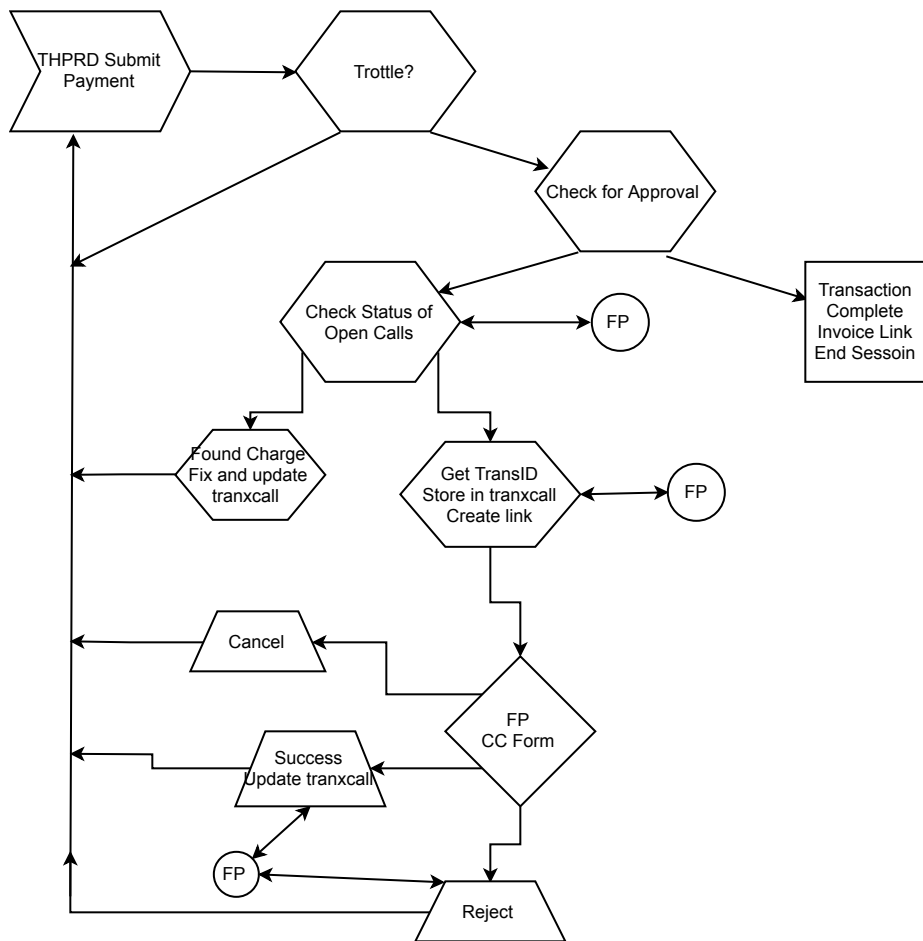 THPRD Submit
Payment
Trottle?
Check for Approval
Transaction
Complete
Invoice Link
End Sessoin
Check Status of
Open Calls
FP
Found Charge
Fix and update
tranxcall
Get TransID
Store in tranxcall
Create link
FP
Cancel
FP
CC Form
Success
Update tranxcall
FP
Reject